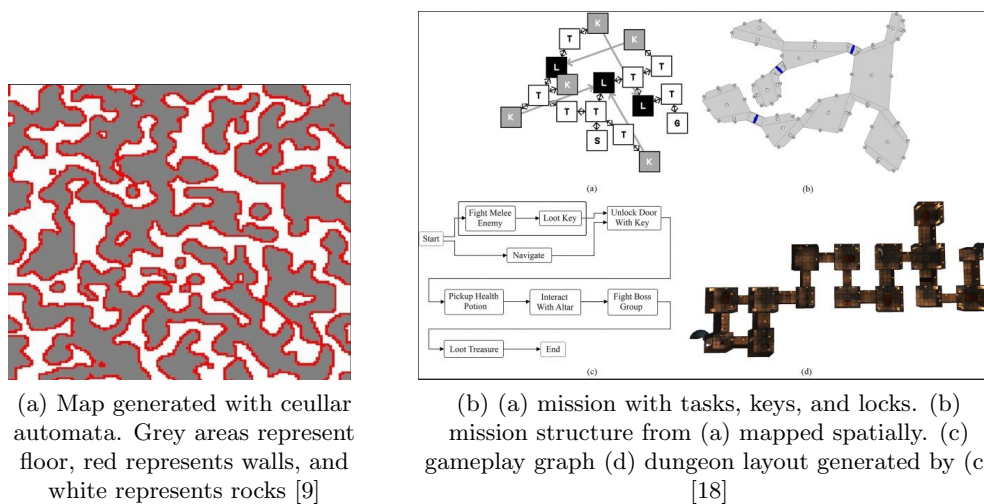 K
T K
L T T
T K L T T
K T T L G
S T
K
(a)
(b)
Fight Melee
Enemy
Loot Key
Unlock Door
With Key
Start
Navigate
Pickup Health
Potion
Interact
With Altar
Fight Boss
Group
Loot Treasure
End
(c)
(d)
(a) Map generated with ceullar
automata. Grey areas represent
floor, red represents walls, and
white represents rocks [9]
(b) (a) mission with tasks, keys, and locks. (b)
mission structure from (a) mapped spatially. (c)
gameplay graph (d) dungeon layout generated by (c
[18]